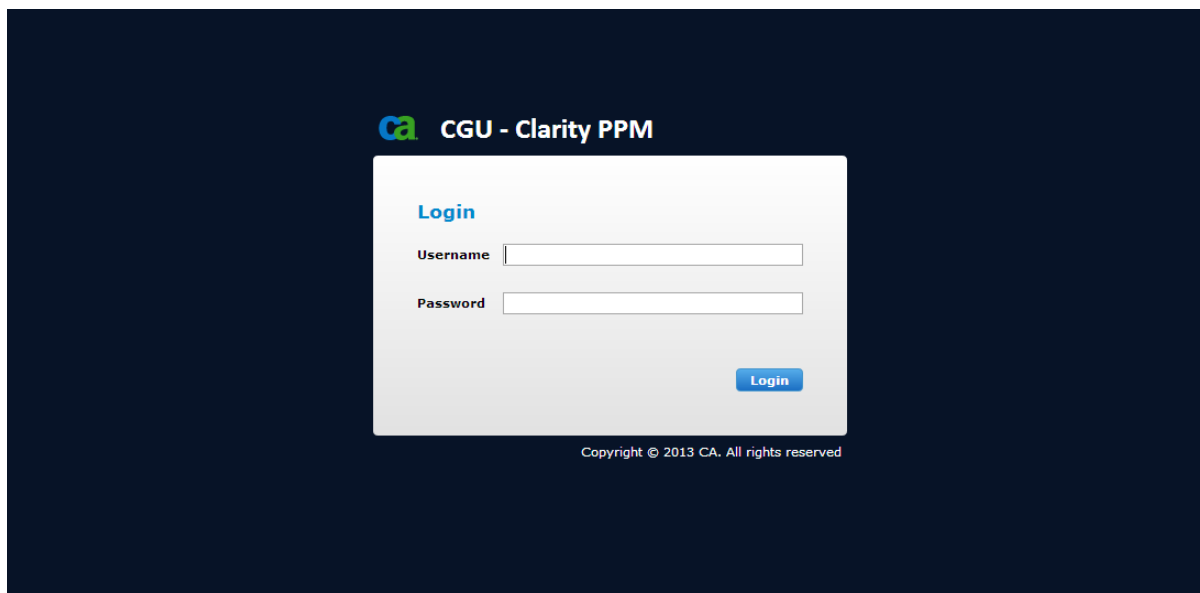 ca. CGU - Clarity PPM
Login
Username
Password
Login
Copyright © 2013 CA. All rights reserved